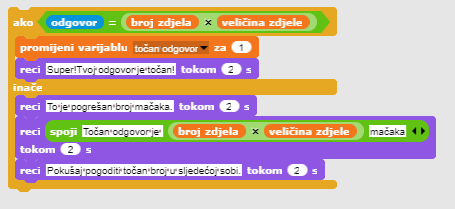 ako odgovor = broj zdjela × veličina zdjele
promijeni varijablu točan odgovor za 1
reci Super! Tvoj odgovor je točan! tokom 2 s
inače
reci To je pogrešan broj mačaka. tokom 2 s
reci spoji Točan odgovor je broj zdjela × veličina zdjele mačaka
tokom 2 s
reci Pokušaj pogoditi točan broj u sljedećoj sobi. tokom 2 s